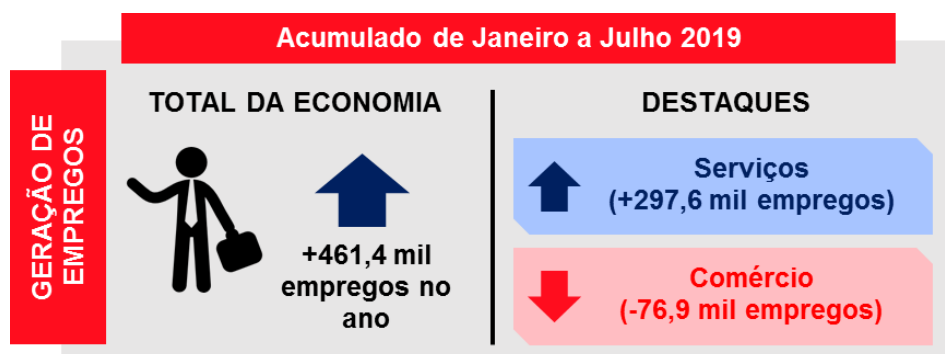 Acumulado de Janeiro a Julho 2019
GERAÇÃO DE
EMPREGOS
TOTAL DA ECONOMIA
+461,4 mil
empregos no
ano
DESTAQUES
Serviços
(+297,6 mil empregos)
Comércio
(-76,9 mil empregos)